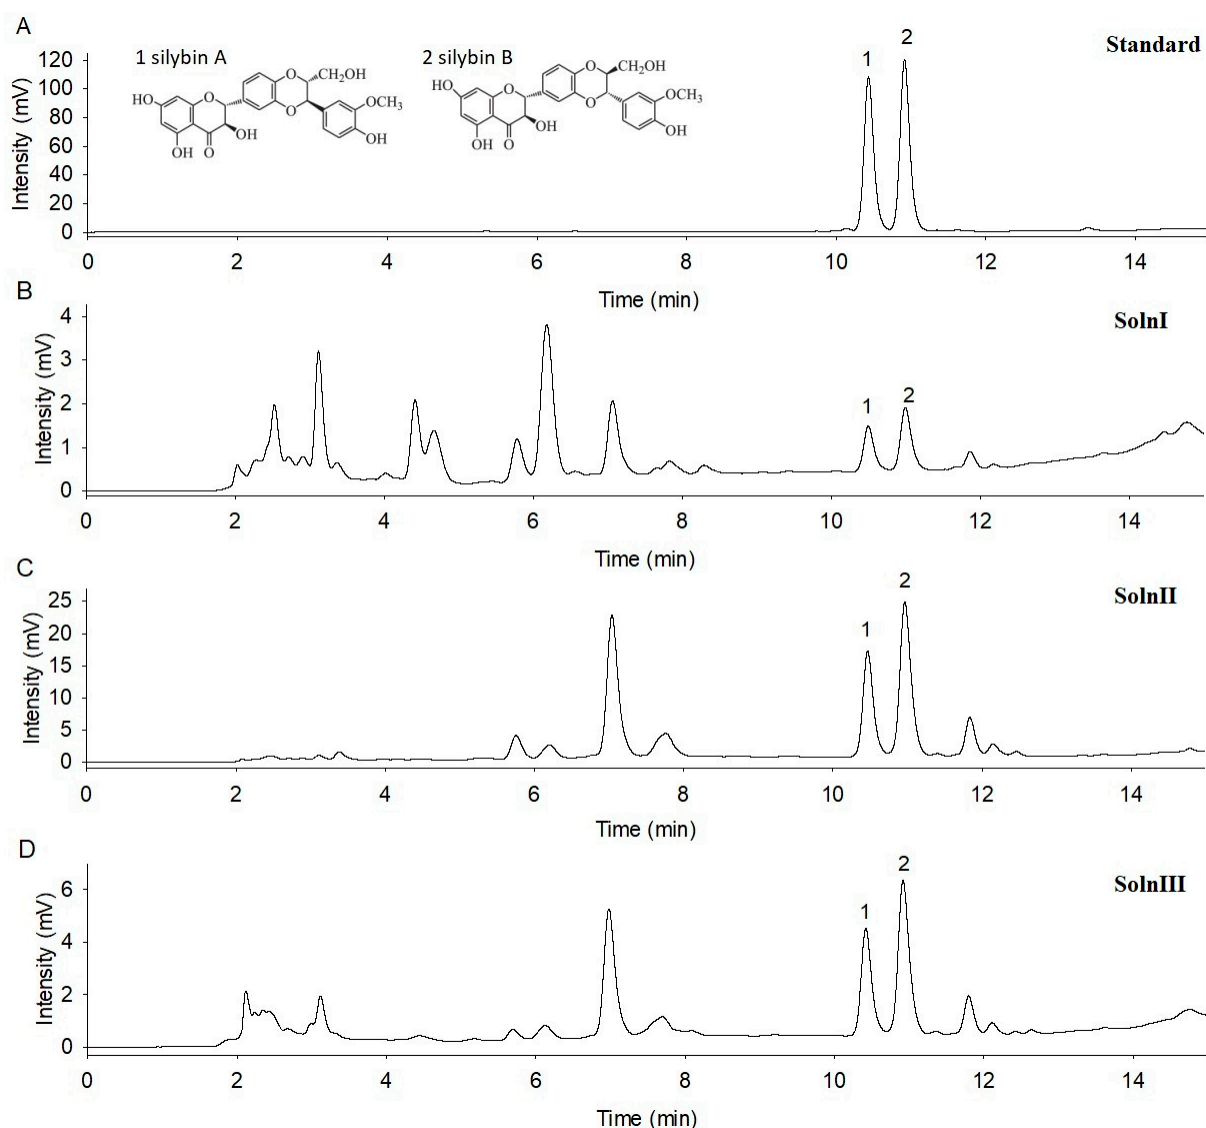 A
1 silybin A
2 silybin B
Standard
1
2
HO
O
O
O
CH₂OH
OCH₃
OH
OH
OH
O
HO
O
O
O
CH₂OH
OCH₃
OH
OH
OH
O
Intensity (mV)
120
100
80
60
40
20
0
0 2 4 6 8 10 12 14
Time (min)
B
SolnI
1
2
Intensity (mV)
4
3
2
1
0
0 2 4 6 8 10 12 14
Time (min)
C
SolnII
1
2
Intensity (mV)
25
20
15
10
5
0
0 2 4 6 8 10 12 14
Time (min)
D
SolnIII
1
2
Intensity (mV)
6
4
2
0
0 2 4 6 8 10 12 14
Time (min)